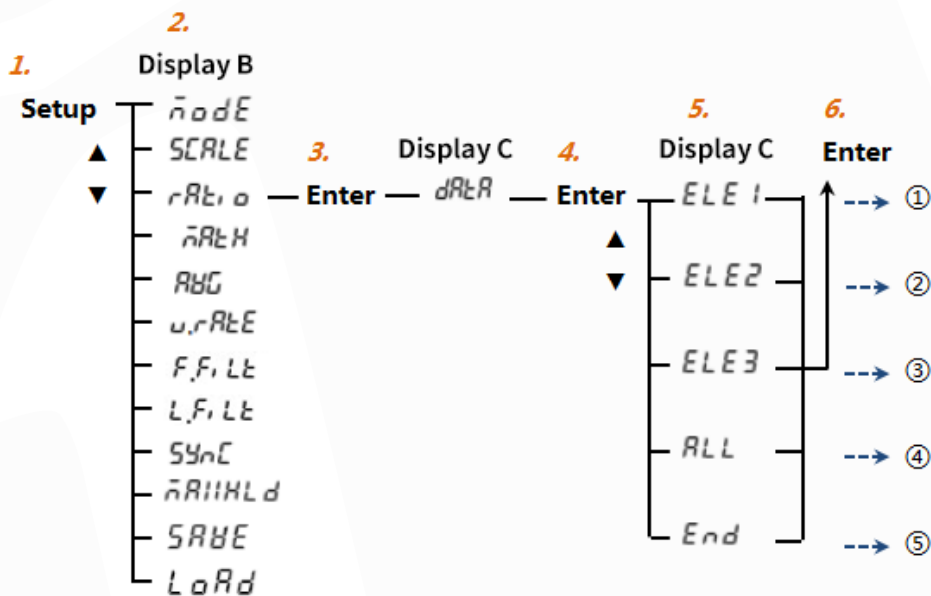 2.
1.
Display B
Setup
5.
6.
▲
▼
modE
SCALE
rAtio
mAtH
AVG
u.rAtE
F.FiLt
L.FiLt
SynC
mAXHLd
SAVE
LoAd
3.
Enter
Display C
dAtA
4.
Enter
▲
▼
Display C
ELE1
ELE2
ELE3
ALL
End
Enter
①
②
③
④
⑤